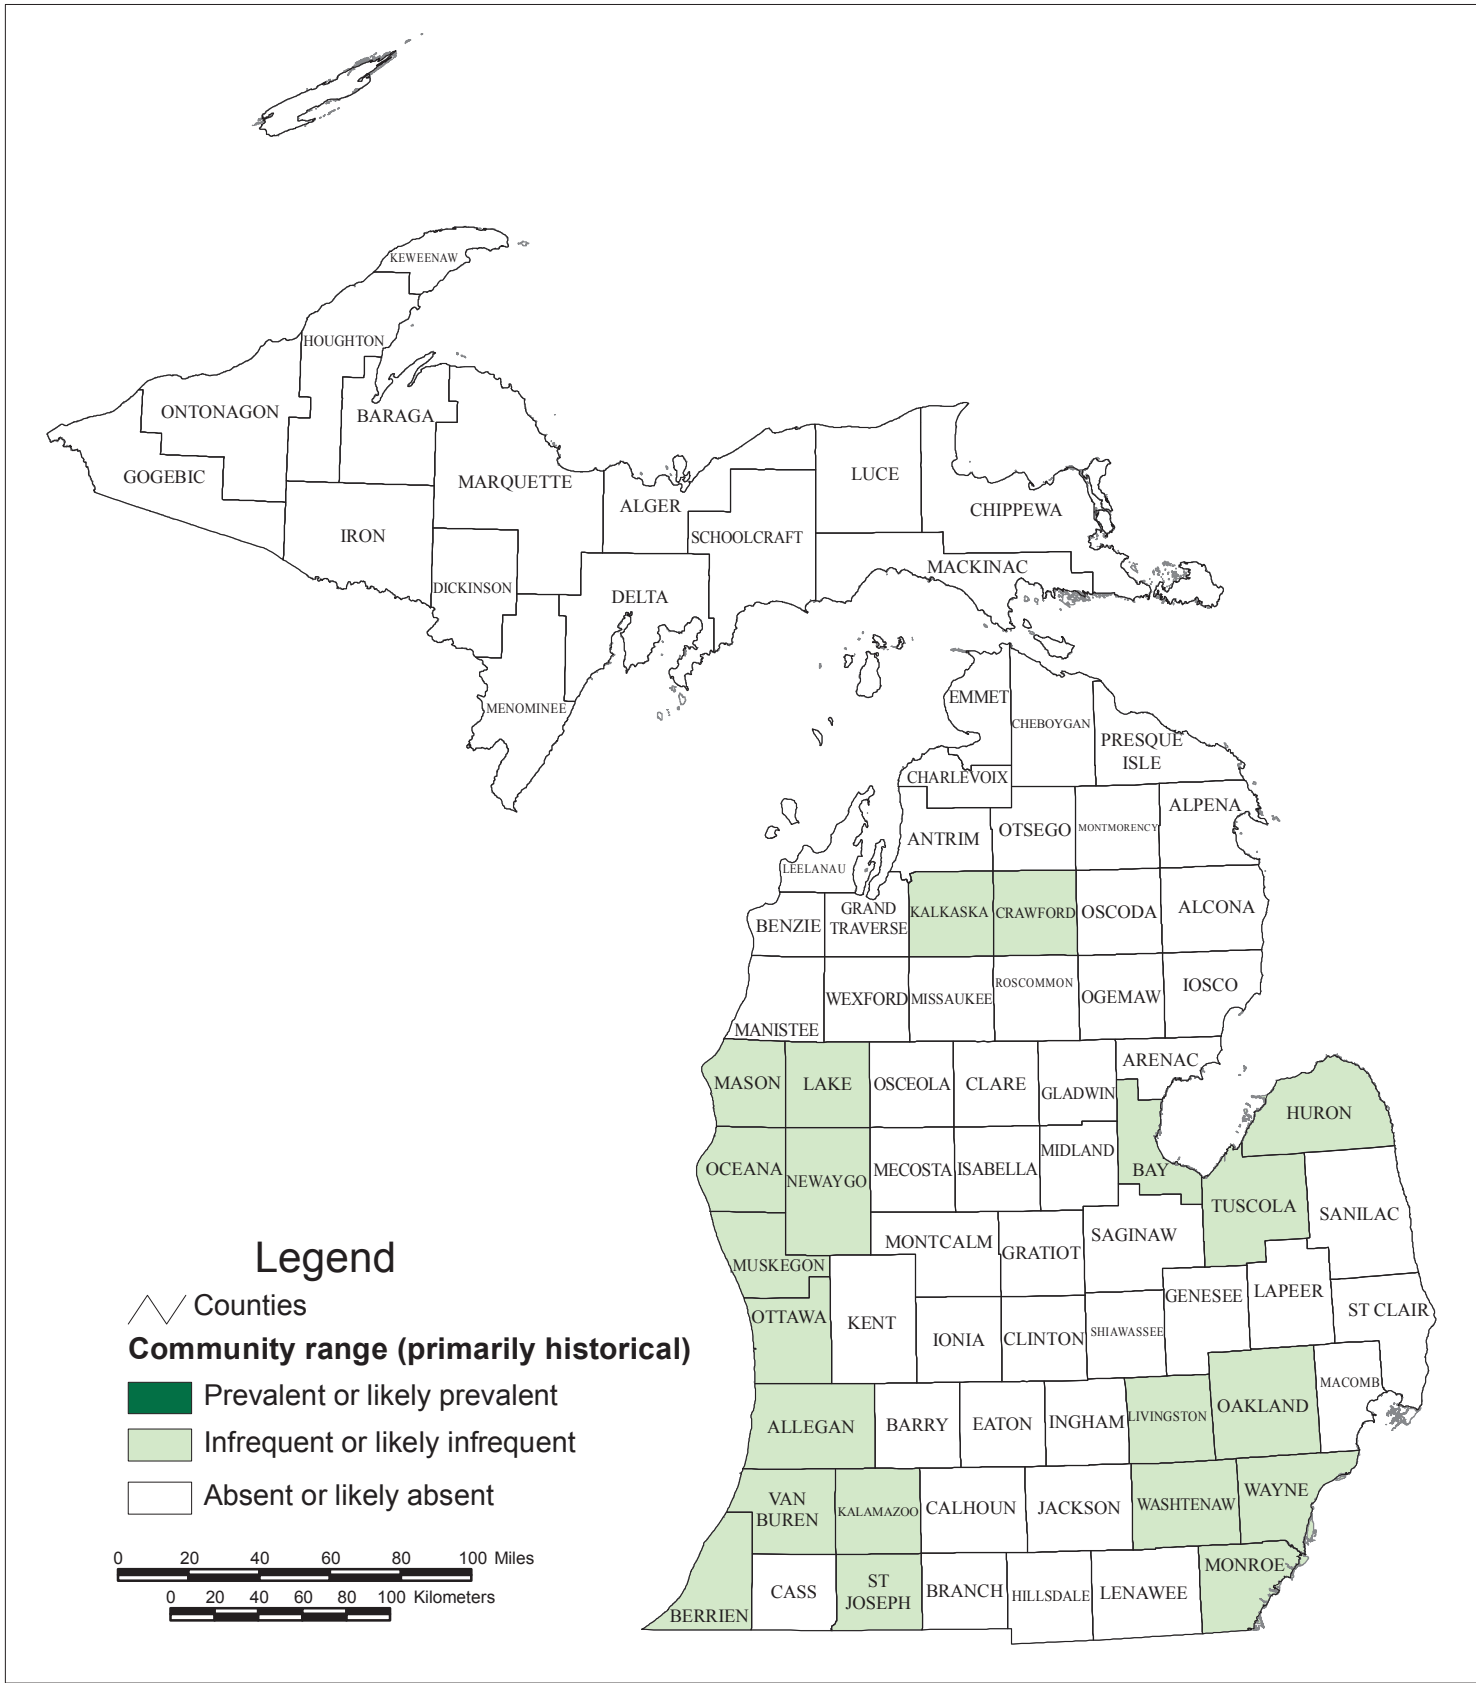 KEWEENAW
HOUGHTON
ONTONAGON
BARAGA
GOGEBIC
MARQUETTE
LUCE
ALGER
CHIPPEWA
IRON
SCHOOLCRAFT
MACKINAC
DICKINSON
DELTA
MENOMINEE
EMMET
CHEBOYGAN
PRESQUE
ISLE
CHARLEVOIX
ALPENA
ANTRIM
OTSEGO
MONTMORENCY
LEELANAU
BENZIE
GRAND
TRAVERSE
KALKASKA
CRAWFORD
OSCODA
ALCONA
MANISTEE
WEXFORD
MISSAUKEE
ROSCOMMON
OGEMAW
IOSCO
ARENAC
MASON
LAKE
OSCEOLA
CLARE
GLADWIN
HURON
OCEANA
NEWAYGO
MECOSTA
ISABELLA
MIDLAND
BAY
TUSCOLA
SANILAC
MUSKEGON
MONTCALM
GRATIOT
SAGINAW
GENESEE
LAPEER
ST CLAIR
OTTAWA
KENT
IONIA
CLINTON
SHIAWASSEE
MACOMB
ALLEGAN
BARRY
EATON
INGHAM
LIVINGSTON
OAKLAND
VAN
BUREN
KALAMAZOO
CALHOUN
JACKSON
WASHTENAW
WAYNE
BERRIEN
CASS
ST
JOSEPH
BRANCH
HILLSDALE
LENAWEE
MONROE
Legend
Counties
Community range (primarily historical)
Prevalent or likely prevalent
Infrequent or likely infrequent
Absent or likely absent
0 20 40 60 80 100 Miles
0 20 40 60 80 100 Kilometers